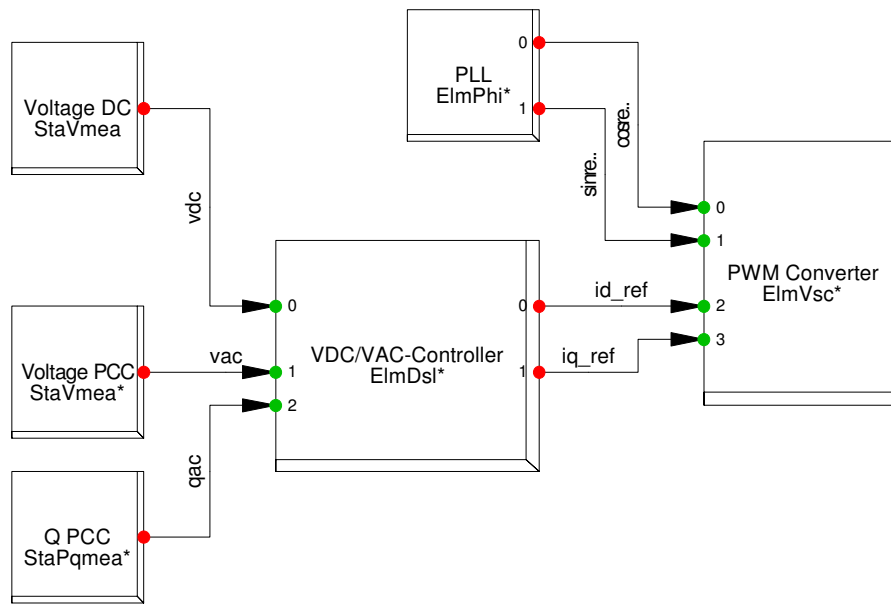 Voltage DC
StaVmea
vdc
PLL
ElmPhi*
0
1
cosre..
sinre..
Voltage PCC
StaVmea*
vac
Q PCC
StaPqmea*
qac
0
1
2
VDC/VAC-Controller
ElmDsl*
0
1
id_ref
iq_ref
0
1
2
3
PWM Converter
ElmVsc*